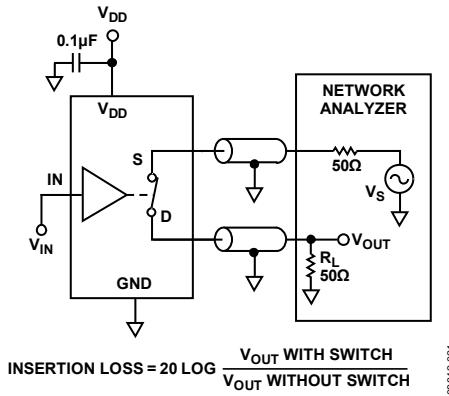 VDD
0.1µF
VDD
NETWORK
ANALYZER
S
50Ω
VS
IN
D
VOUT
VIN
RL
50Ω
GND
INSERTION LOSS = 20 LOG VOUT WITH SWITCH
VOUT WITHOUT SWITCH